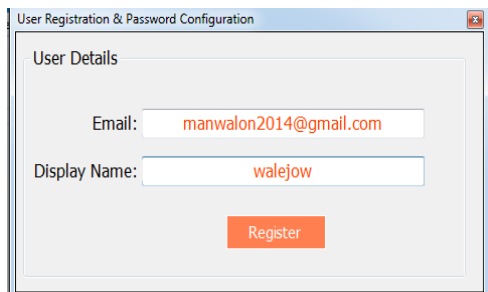 User Registration & Password Configuration
User Details
Email: manwalon2014@gmail.com
Display Name: walejow
Register